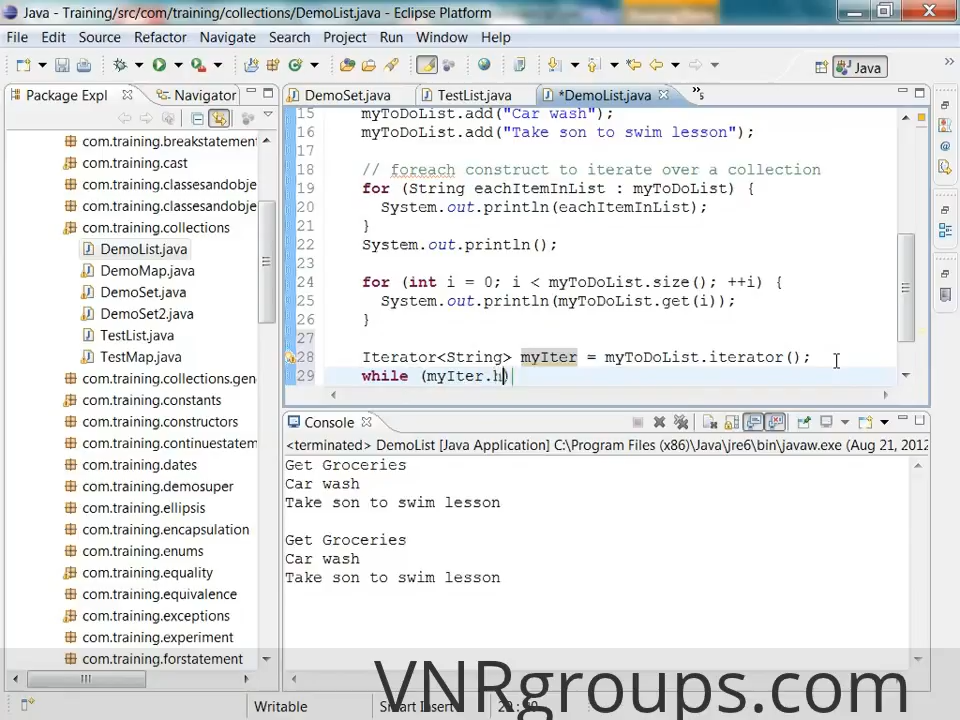 Java - Training/src/com/training/collections/DemoList.java - Eclipse Platform
File Edit Source Refactor Navigate Search Project Run Window Help
Java
Package Expl Navigator
DemoSet.java TestList.java *DemoList.java »s
com.training.breakstatement
com.training.cast
com.training.classesandobje
com.training.classesandobje
com.training.collections
DemoList.java
DemoMap.java
DemoSet.java
DemoSet2.java
TestList.java
TestMap.java
com.training.collections.gen
com.training.constants
com.training.constructors
com.training.continuestatem
com.training.dates
com.training.demosuper
com.training.ellipsis
com.training.encapsulation
com.training.enums
com.training.equality
com.training.equivalence
com.training.exceptions
com.training.experiment
com.training.forstatement
15 myToDoList.add("Car wash");
16 myToDoList.add("Take son to swim lesson");
17
18 // foreach construct to iterate over a collection
19 for (String eachItemInList : myToDoList) {
20 System.out.println(eachItemInList);
21 }
22 System.out.println();
23
24 for (int i = 0; i < myToDoList.size(); ++i) {
25 System.out.println(myToDoList.get(i));
26 }
27
28 Iterator<String> myIter = myToDoList.iterator();
29 while (myIter.h)
Console
<terminated> DemoList [Java Application] C:\Program Files (x86)\Java\jre6\bin\javaw.exe (Aug 21, 2012
Get Groceries
Car wash
Take son to swim lesson
Get Groceries
Car wash
Take son to swim lesson
Writable Smart Insert
VNRgroups.com